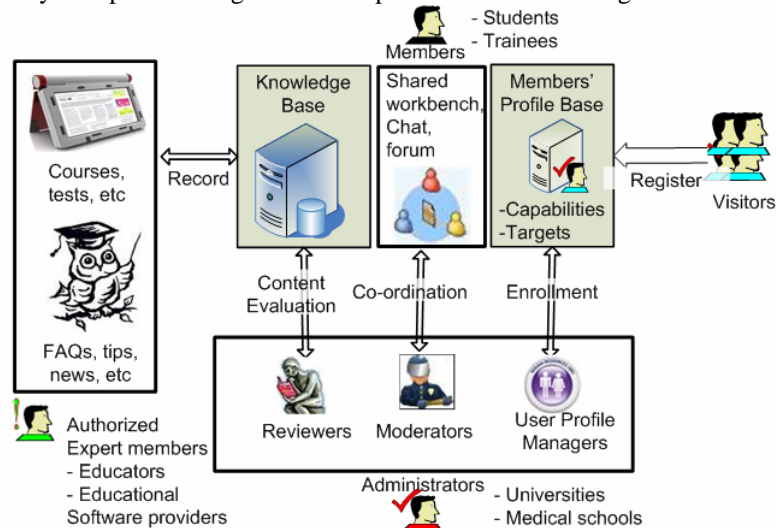 - Students
- Trainees
Members
Knowledge
Base
Shared
workbench,
Chat,
forum
Members'
Profile Base
-Capabilities
-Targets
Register
Visitors
Record
Courses,
tests, etc
FAQs, tips,
news, etc
Content
Evaluation
Co-ordination
Enrollment
Reviewers
Moderators
User Profile
Managers
! Authorized
Expert members
- Educators
- Educational
Software providers
Administrators
- Universities
- Medical schools